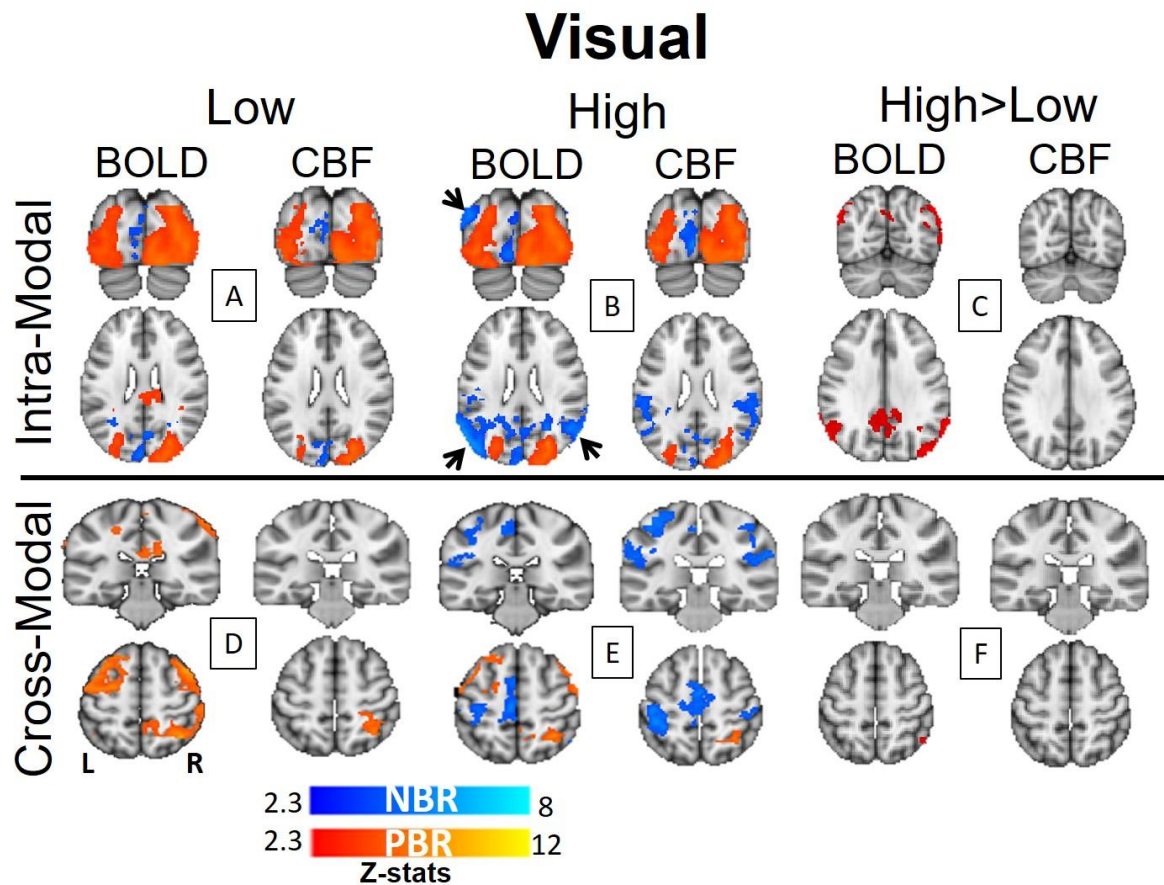 Visual
Low High High>Low
BOLD CBF BOLD CBF BOLD CBF
Intra-Modal
A B C
Cross-Modal
D E F
L R
2.3 NBR 8
2.3 PBR 12
Z-stats